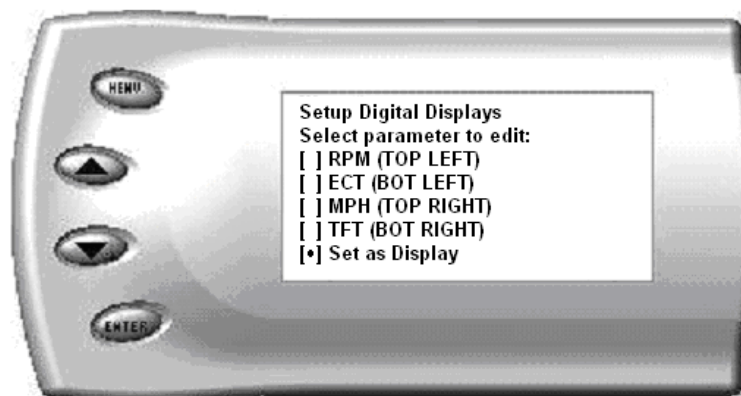 MENU
Setup Digital Displays
Select parameter to edit:
[ ] RPM (TOP LEFT)
[ ] ECT (BOT LEFT)
[ ] MPH (TOP RIGHT)
[ ] TFT (BOT RIGHT)
[•] Set as Display
ENTER